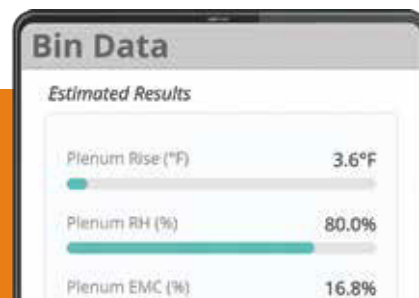 Bin Data
Estimated Results
Plenum Rise (°F) 3.6°F
Plenum RH (%) 80.0%
Plenum EMC (%) 16.8%